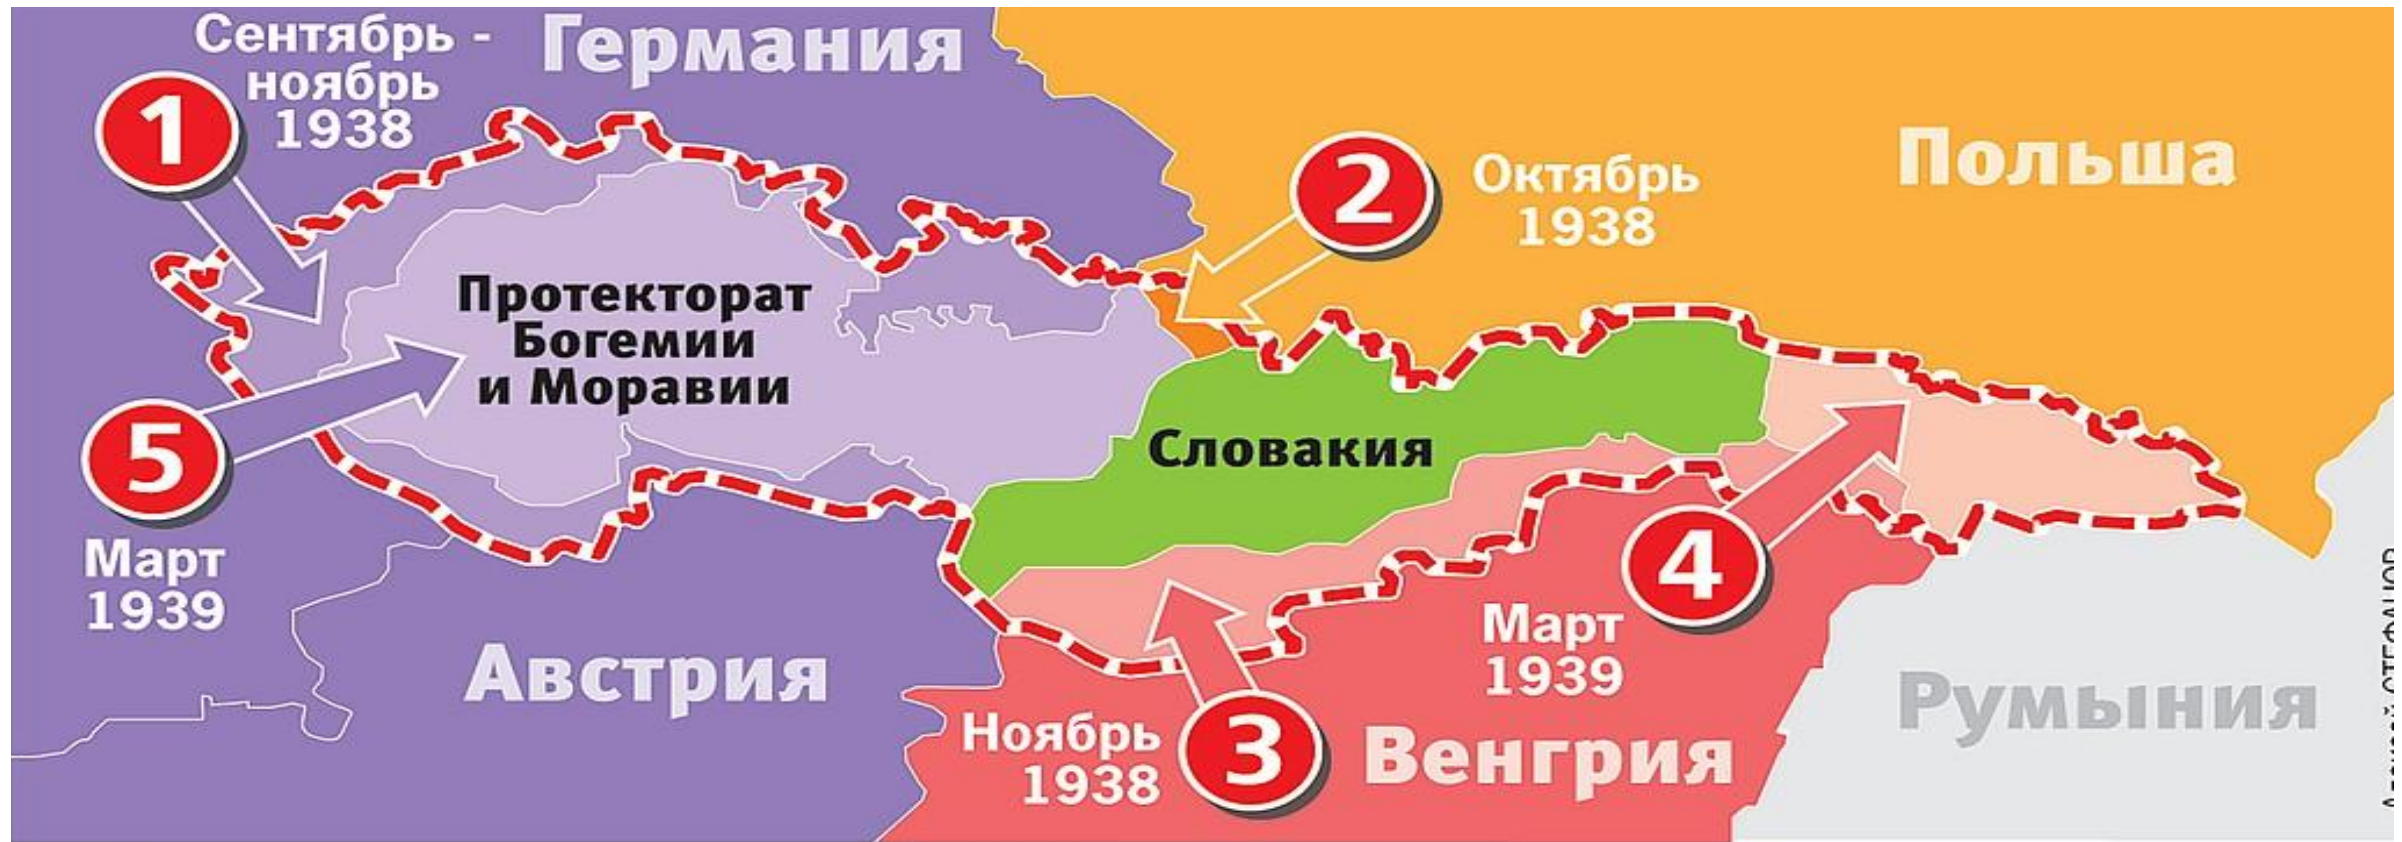 Сентябрь -
ноябрь
1938
Германия
1
2
Октябрь
1938
Польша
Протекторат
Богемии
и Моравии
Словакия
5
Март
1939
4
Март
1939
Австрия
Ноябрь
1938
3
Венгрия
Румыния